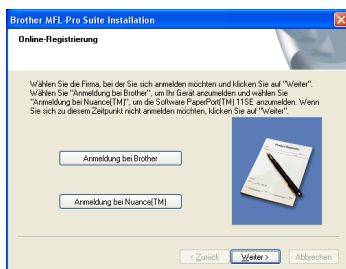 Brother MFL-Pro Suite Installation
Online-Registrierung
Wählen Sie die Firma, bei der Sie sich anmelden möchten und klicken Sie auf "Weiter".
Wählen Sie "Anmeldung bei Brother", um Ihr Gerät anzumelden und wählen Sie
"Anmeldung bei Nuance(TM)", um die Software PaperPort(TM) 11SE anzumelden. Wenn
Sie sich zu diesem Zeitpunkt nicht anmelden möchten, klicken Sie auf "Weiter".
Anmeldung bei Brother
Product Registration
Anmeldung bei Nuance(TM)
< Zurück Weiter > Abbrechen